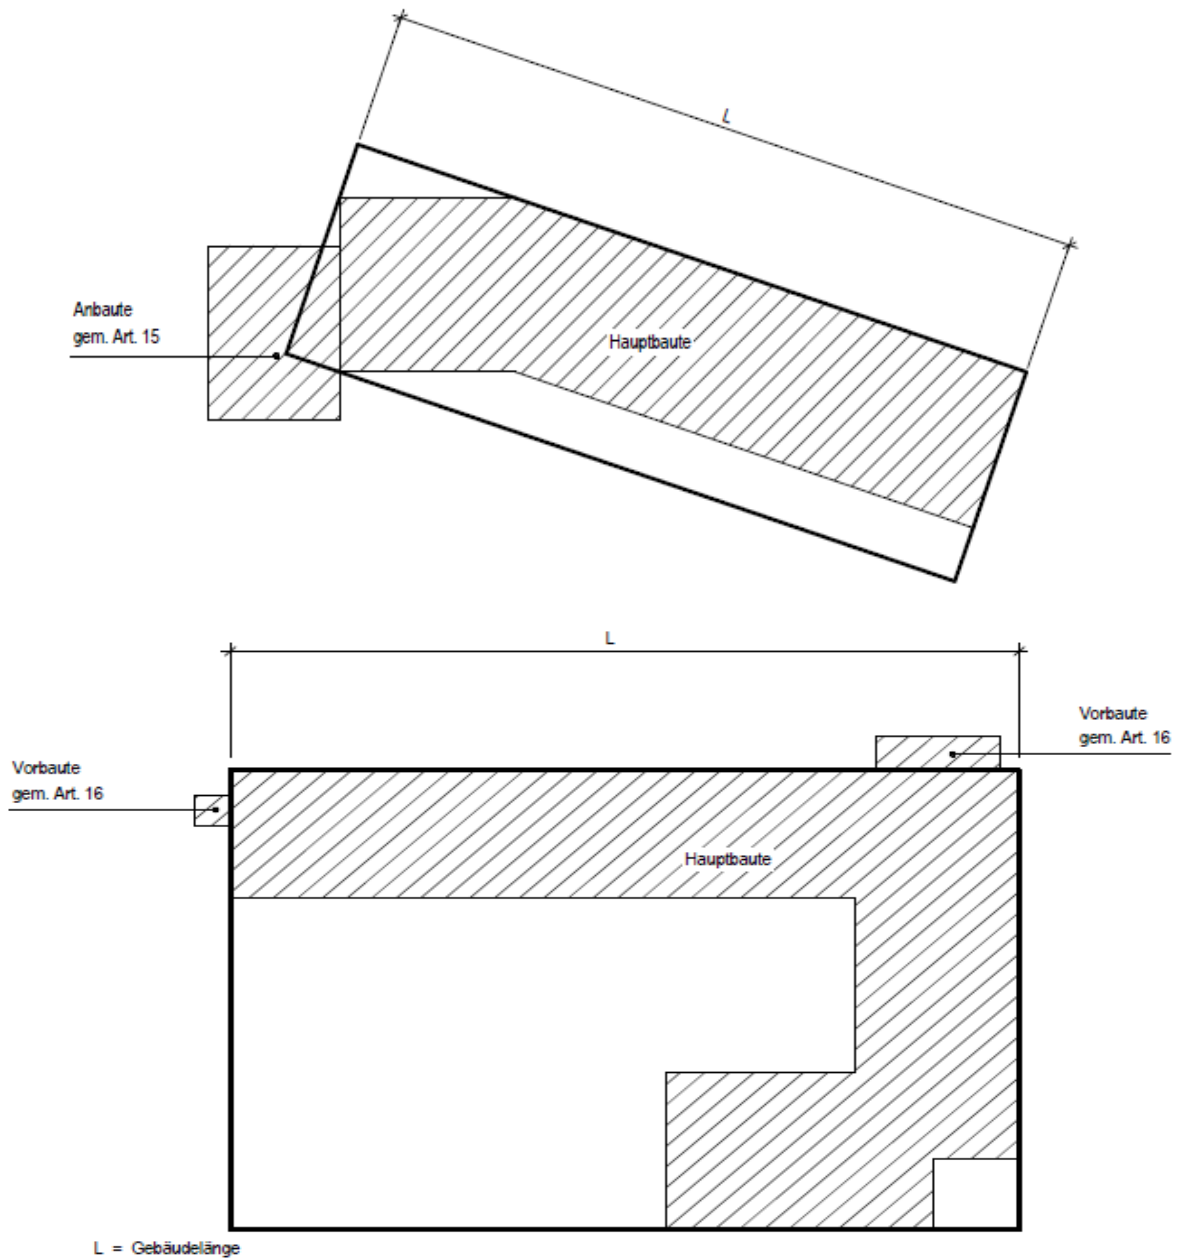 L
Anbaute
gem. Art. 15
Hauptbaute
L
Vorbaute
gem. Art. 16
Vorbaute
gem. Art. 16
Hauptbaute
L = Gebäudelänge